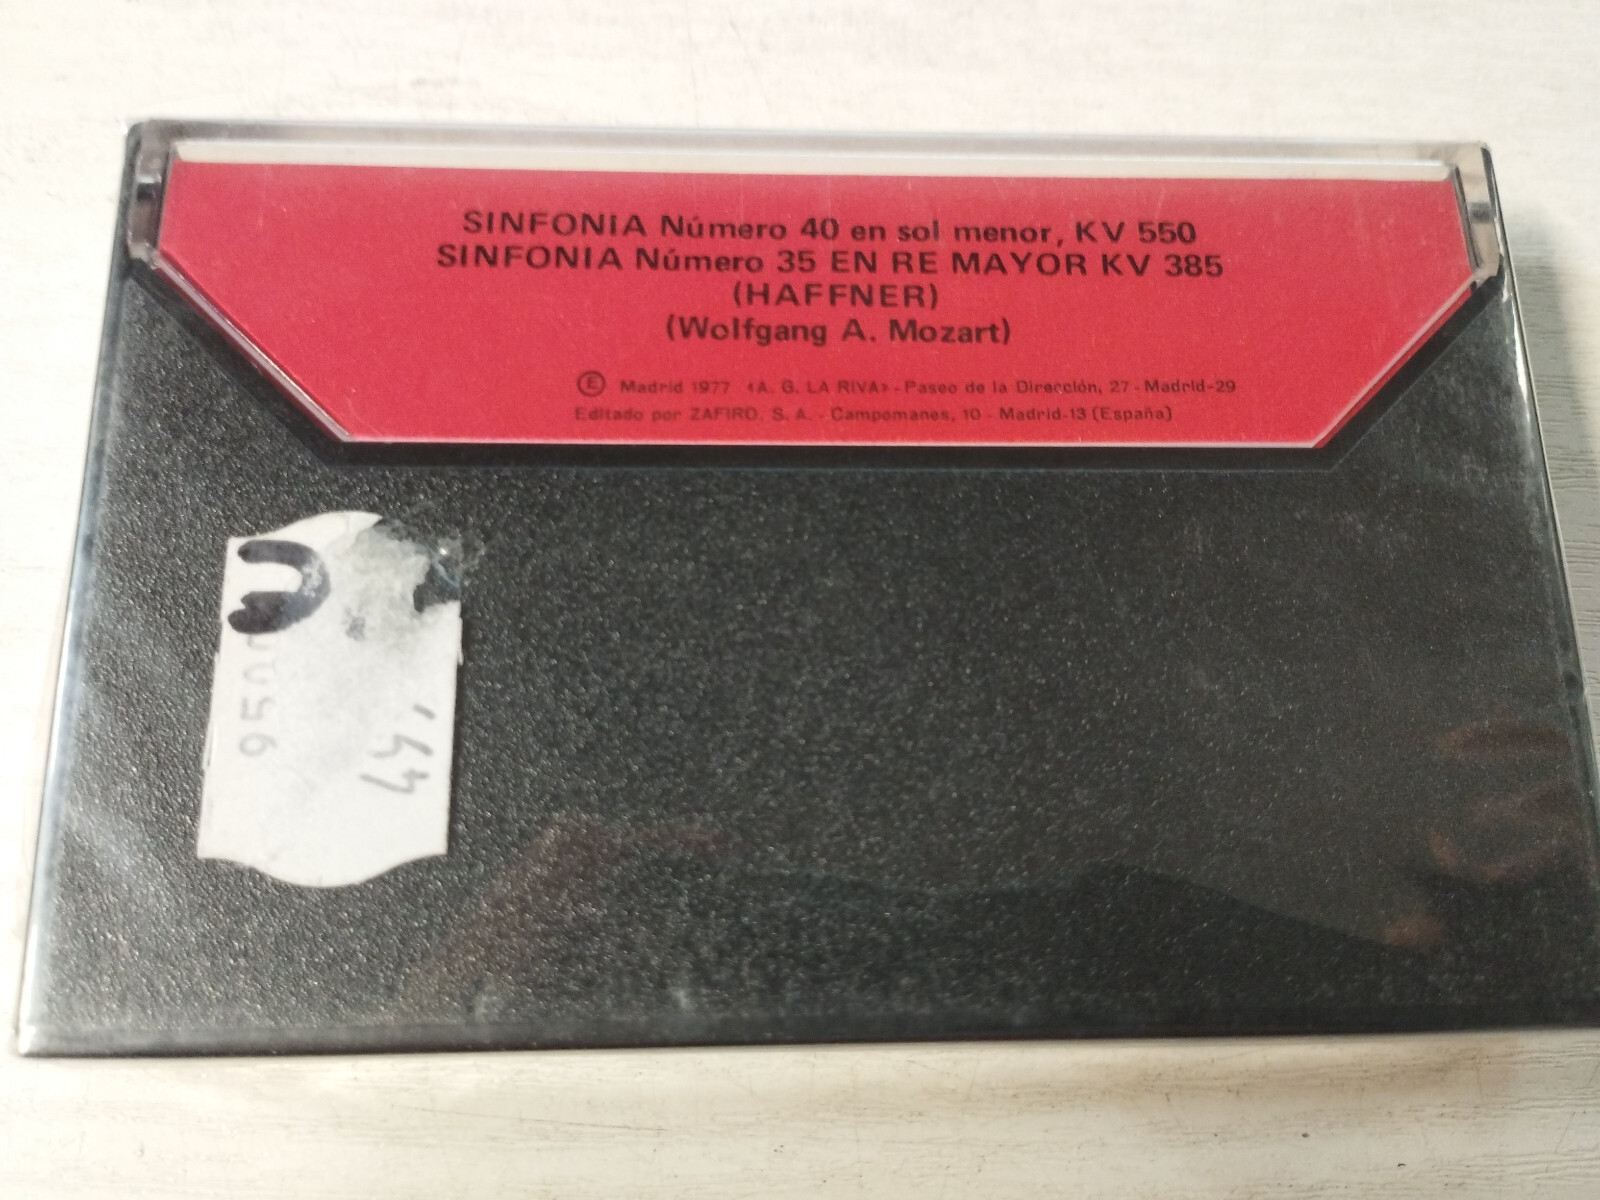 SINFONIA Número 40 en sol menor, KV 550
SINFONIA Número 35 EN RE MAYOR KV 385
(HAFFNER)
(Wolfgang A. Mozart)
Ⓔ Madrid 1977 «A. G. LA RIVA» - Paseo de la Dirección, 27 - Madrid-29
Editado por ZAFIRO, S. A. - Campomanes, 10 - Madrid-13 (España)